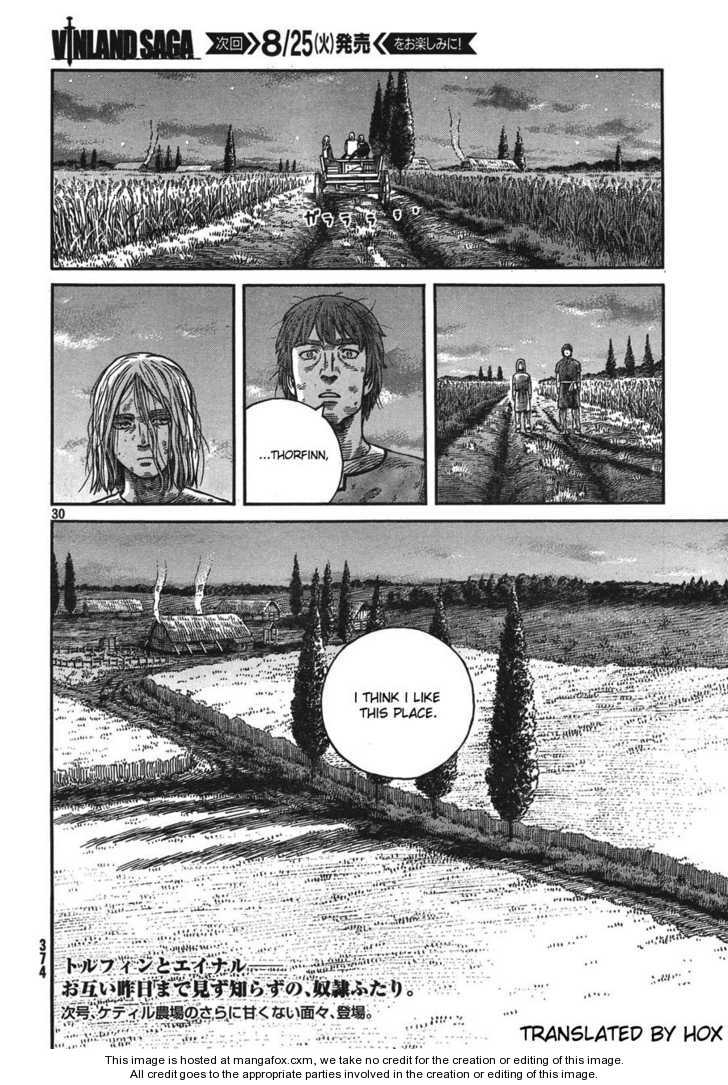 VINLAND SAGA 次回 8/25(火)発売 をお楽しみに!
ガラララ
…THORFINN,
30
I THINK I LIKE
THIS PLACE.
374
トルフィンとエイナル――
お互い昨日まで見ず知らずの、奴隷ふたり。
次号、ケティル農場のさらに甘くない面々、登場。
TRANSLATED BY HOX
This image is hosted at mangafox.cxm, we take no credit for the creation or editing of this image.
All credit goes to the appropriate parties involved in the creation or editing of this image.